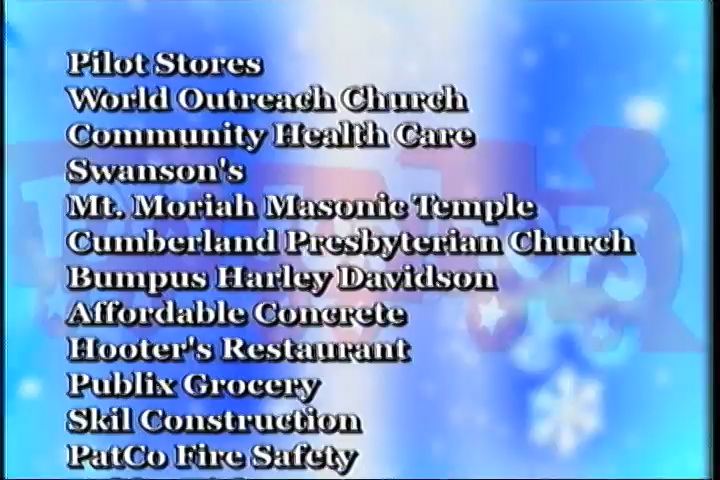 Pilot Stores
World Outreach Church
Community Health Care
Swanson's
Mt. Moriah Masonic Temple
Cumberland Presbyterian Church
Bumpus Harley Davidson
Affordable Concrete
Hooter's Restaurant
Publix Grocery
Skil Construction
PatCo Fire Safety